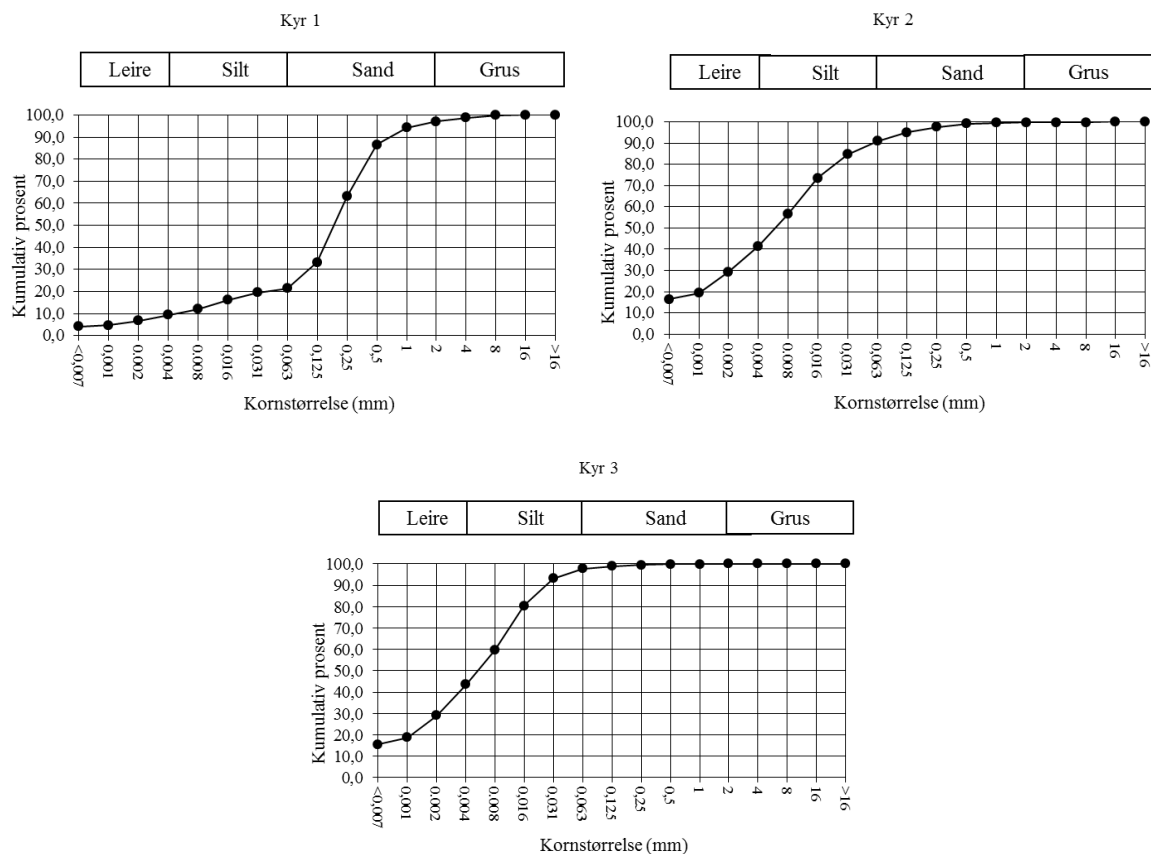 Kyr 1
Leire Silt Sand Grus
100,0
90,0
80,0
70,0
60,0
50,0
40,0
30,0
20,0
10,0
0,0
Kumulativ prosent
<0,007 0,001 0,002 0,004 0,008 0,016 0,031 0,063 0,125 0,25 0,5 1 2 4 8 16 >16
Kornstørrelse (mm)
Kyr 2
Leire Silt Sand Grus
100,0
90,0
80,0
70,0
60,0
50,0
40,0
30,0
20,0
10,0
0,0
Kumulativ prosent
<0,007 0,001 0,002 0,004 0,008 0,016 0,031 0,063 0,125 0,25 0,5 1 2 4 8 16 >16
Kornstørrelse (mm)
Kyr 3
Leire Silt Sand Grus
100,0
90,0
80,0
70,0
60,0
50,0
40,0
30,0
20,0
10,0
0,0
Kumulativ prosent
<0,007 0,001 0.002 0,004 0.008 0,016 0,031 0,063 0,125 0,25 0,5 1 2 4 8 16 >16
Kornstørrelse (mm)